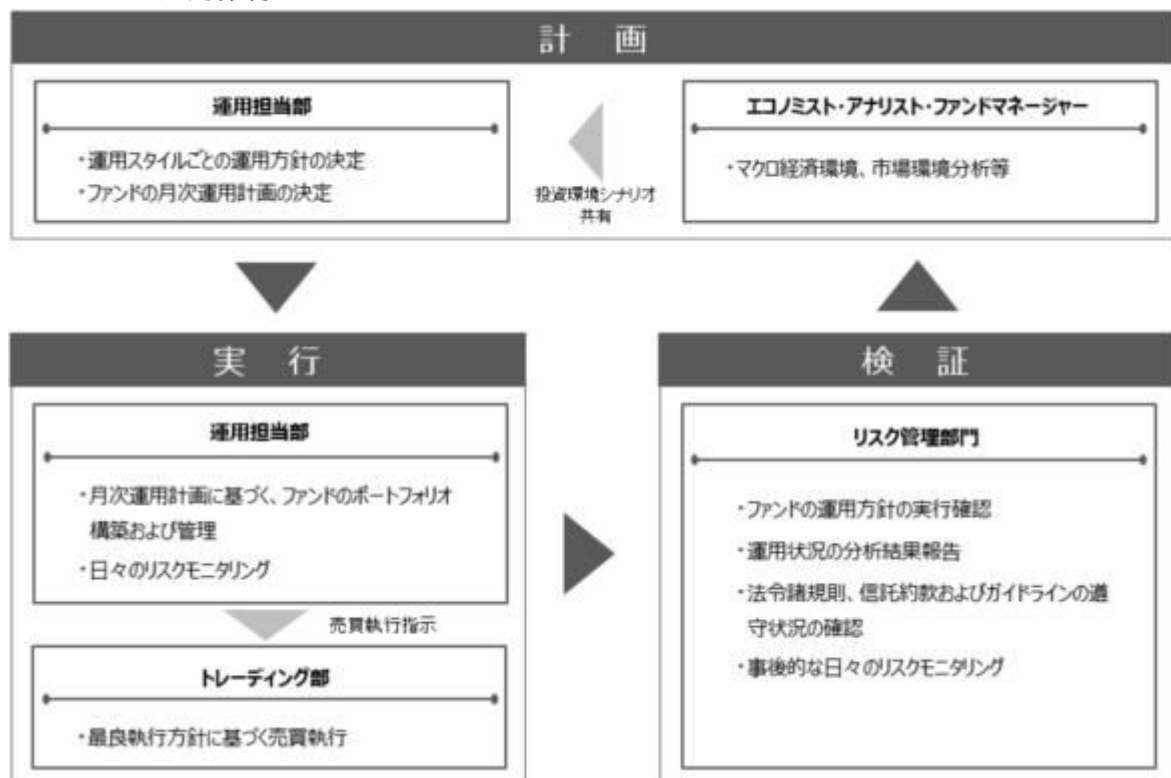 計 画
運用担当部
・運用スタイルごとの運用方針の決定
・ファンドの月次運用計画の決定
投資環境シナリオ
共有
エコノミスト・アナリスト・ファンドマネージャー
・マクロ経済環境、市場環境分析等
実 行
運用担当部
・月次運用計画に基づく、ファンドのポートフォリオ
構築および管理
・日々のリスクモニタリング
売買執行指示
トレーディング部
・最良執行方針に基づく売買執行
検 証
リスク管理部門
・ファンドの運用方針の実行確認
・運用状況の分析結果報告
・法令諸規則、信託約款およびガイドラインの遵
守状況の確認
・事後的な日々のリスクモニタリング